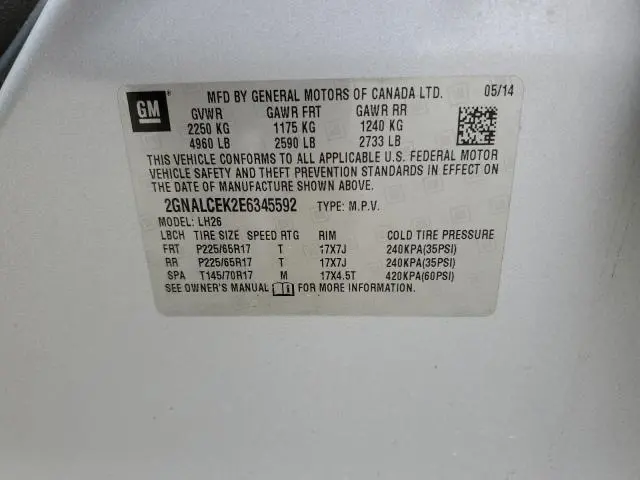 GM ® MFD BY GENERAL MOTORS OF CANADA LTD. 05/14
GVWR GAWR FRT GAWR RR
2250 KG 1175 KG 1240 KG
4960 LB 2590 LB 2733 LB
THIS VEHICLE CONFORMS TO ALL APPLICABLE U.S. FEDERAL MOTOR
VEHICLE SAFETY AND THEFT PREVENTION STANDARDS IN EFFECT ON
THE DATE OF MANUFACTURE SHOWN ABOVE.
2GNALCEK2E6345592 TYPE: M.P.V.
MODEL: LH26
LBCH TIRE SIZE SPEED RTG RIM COLD TIRE PRESSURE
FRT P225/65R17 T 17X7J 240KPA(35PSI)
RR P225/65R17 T 17X7J 240KPA(35PSI)
SPA T145/70R17 M 17X4.5T 420KPA(60PSI)
SEE OWNER'S MANUAL FOR MORE INFORMATION.